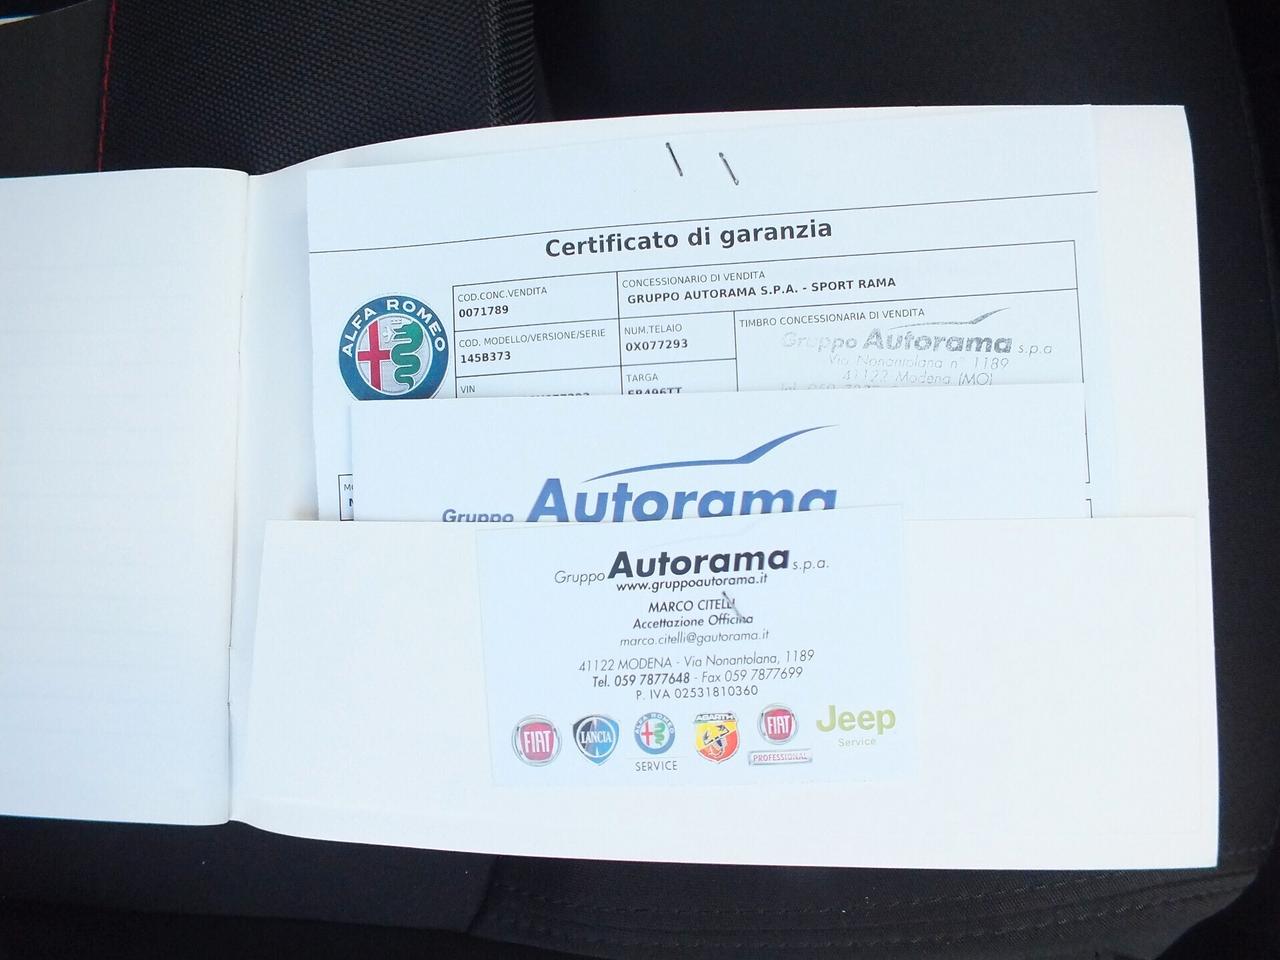 Certificato di garanzia
ALFA ROMEO
COD.CONC.VENDITA
0071789
CONCESSIONARIO DI VENDITA
GRUPPO AUTORAMA S.P.A. - SPORT RAMA
COD. MODELLO/VERSIONE/SERIE
145B373
NUM.TELAIO
0X077293
TIMBRO CONCESSIONARIA DI VENDITA
Gruppo Autorama s.p.a
Via Nonantolana n° 1189
41122 Modena (MO)
VIN
TARGA
Gruppo Autorama
Gruppo Autorama s.p.a.
www.gruppoautorama.it
MARCO CITELLI
Accettazione Officina
marco.citelli@gautorama.it
41122 MODENA - Via Nonantolana, 1189
Tel. 059 7877648 - Fax 059 7877699
P. IVA 02531810360
FIAT
LANCIA
ALFA ROMEO
SERVICE
ABARTH
FIAT
PROFESSIONAL
Jeep
Service